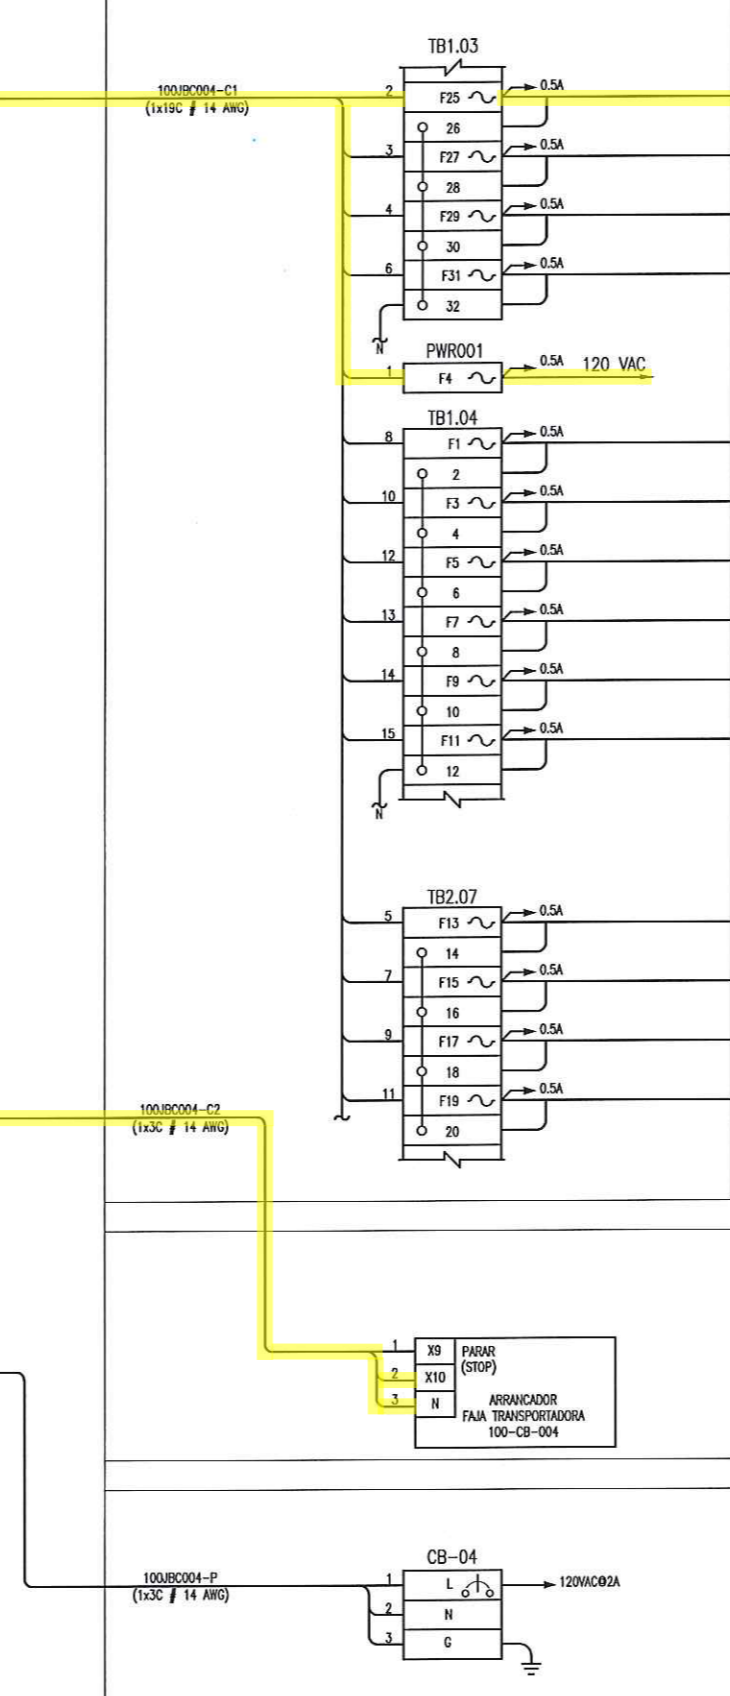 TB1.03
100JBC004-C1
(1x19C # 14 AWG)
2 F25 0.5A
26
3 F27 0.5A
28
4 F29 0.5A
30
6 F31 0.5A
32
N
PWR001
1 F4 0.5A 120 VAC
TB1.04
8 F1 0.5A
2
10 F3 0.5A
4
12 F5 0.5A
6
13 F7 0.5A
8
14 F9 0.5A
10
15 F11 0.5A
12
N
TB2.07
5 F13 0.5A
14
7 F15 0.5A
16
9 F17 0.5A
18
11 F19 0.5A
20
100JBC004-C2
(1x3C # 14 AWG)
1 X9 PARAR
(STOP)
2 X10
3 N ARRANCADOR
FAJA TRANSPORTADORA
100-CB-004
CB-04
100JBC004-P
(1x3C # 14 AWG)
1 L 120VAC@2A
2 N
3 G